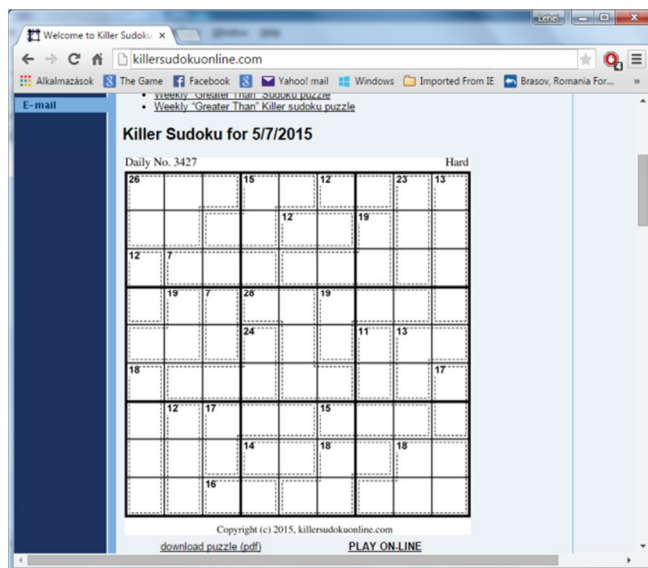 Lehel
Welcome to Killer Sudoku
killersudokuonline.com
Alkalmazások The Game Facebook Yahoo! mail Windows Imported From IE Brasov, Romania For... »
Weekly "Greater Than" Sudoku puzzle
E-mail
Weekly "Greater Than" Killer sudoku puzzle
Killer Sudoku for 5/7/2015
Daily No. 3427 Hard
26 15 12 23 13
12 19
12 7
19 7 28 19
24 11 13
18 17
12 17 15
14 18 18
16
Copyright (c) 2015, killersudokuonline.com
download puzzle (pdf) PLAY ON-LINE